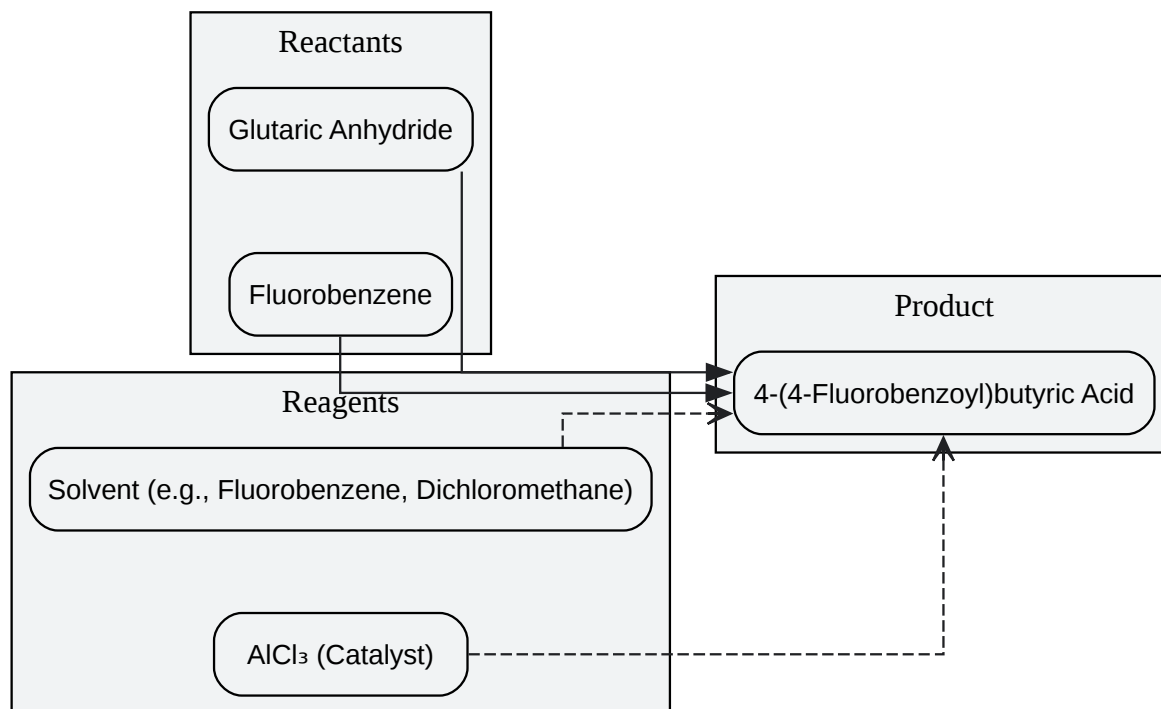 Reactants
Glutaric Anhydride
Fluorobenzene
Product
4-(4-Fluorobenzoyl)butyric Acid
Reagents
Solvent (e.g., Fluorobenzene, Dichloromethane)
AlCl₃ (Catalyst)